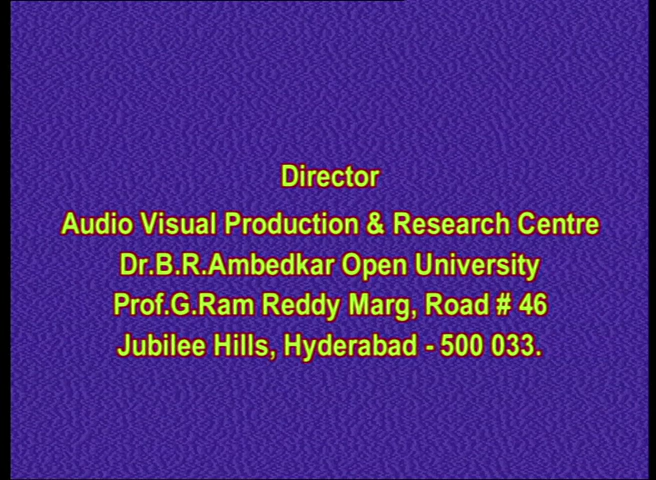 Director
Audio Visual Production & Research Centre
Dr.B.R.Ambedkar Open University
Prof.G.Ram Reddy Marg, Road # 46
Jubilee Hills, Hyderabad - 500 033.